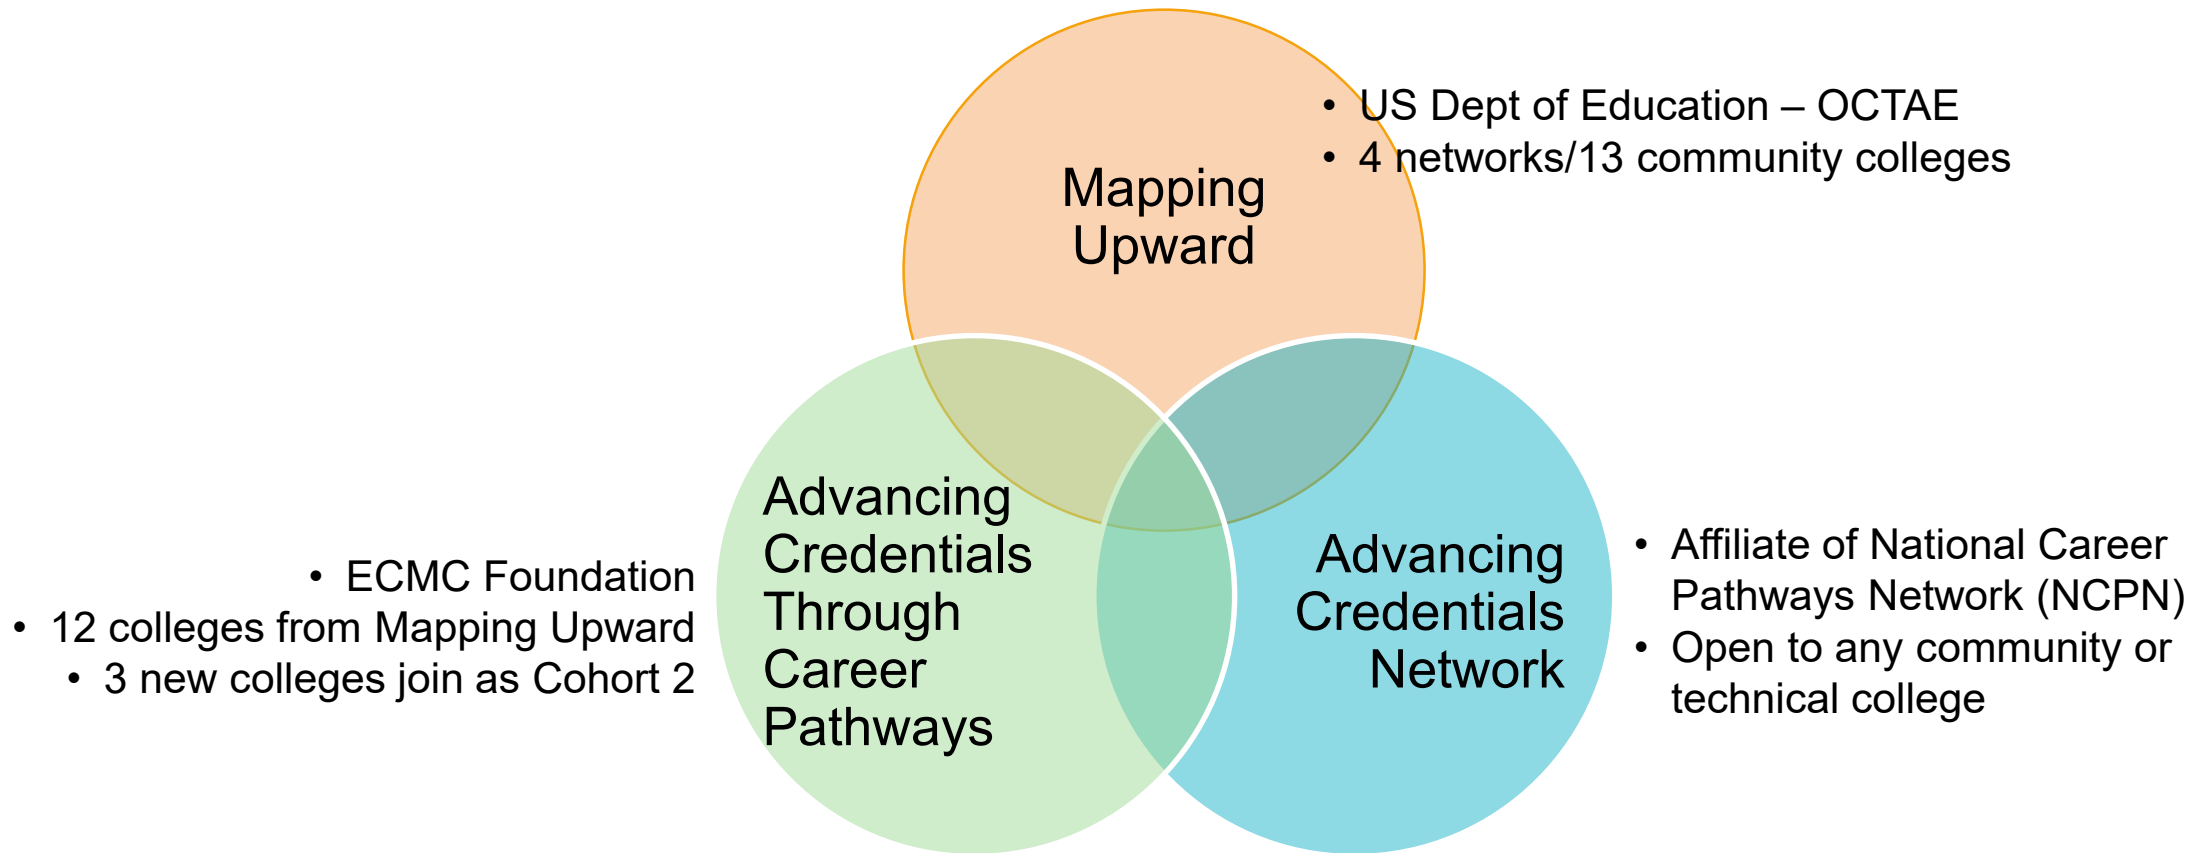 • US Dept of Education – OCTAE
• 4 networks/13 community colleges
Mapping
Upward
Advancing
Credentials
Through
Career
Pathways
• ECMC Foundation
• 12 colleges from Mapping Upward
• 3 new colleges join as Cohort 2
Advancing
Credentials
Network
• Affiliate of National Career
Pathways Network (NCPN)
• Open to any community or
technical college